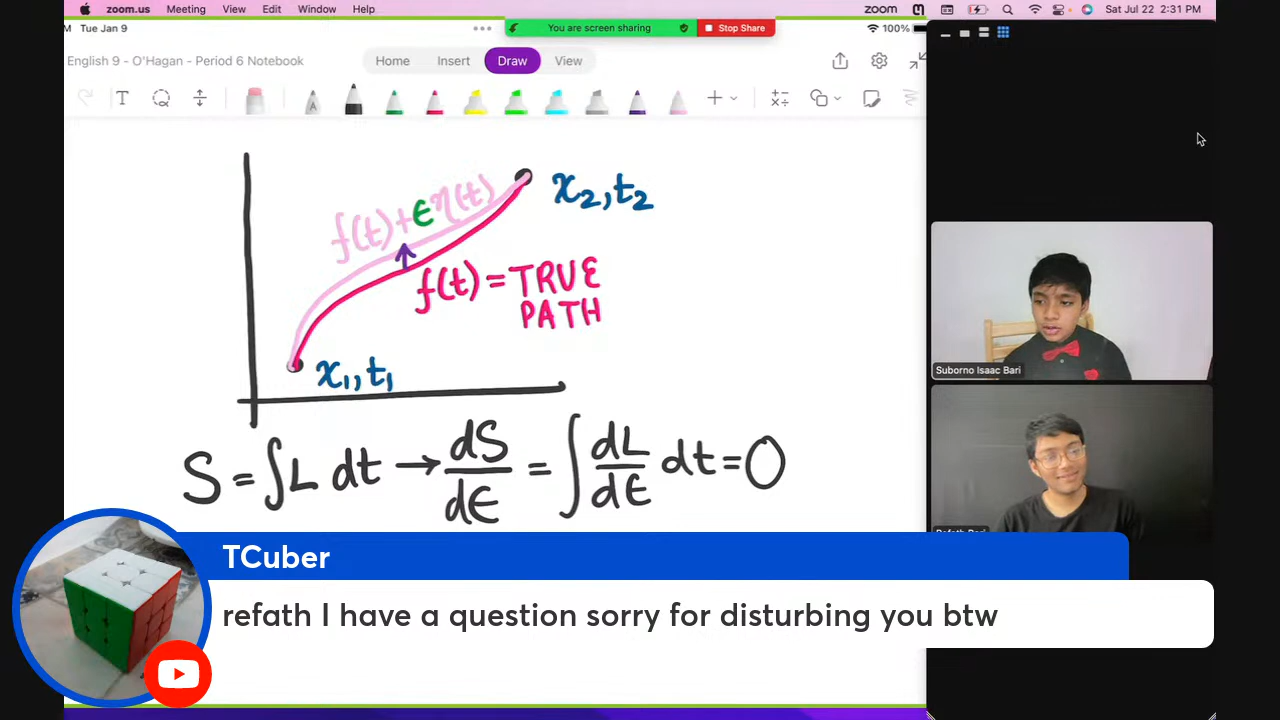 zoom.us Meeting View Edit Window Help
zoom
Sat Jul 22 2:31 PM
M Tue Jan 9
You are screen sharing
Stop Share
100%
English 9 - O'Hagan - Period 6 Notebook
Home Insert Draw View
T
A
f(t)+εη(t)
x₂,t₂
f(t)=TRUE
PATH
x₁,t₁
S=∫L dt→dS/dε=∫dL/dε dt=0
Suborno Isaac Bari
Refath Bari
TCuber
refath I have a question sorry for disturbing you btw